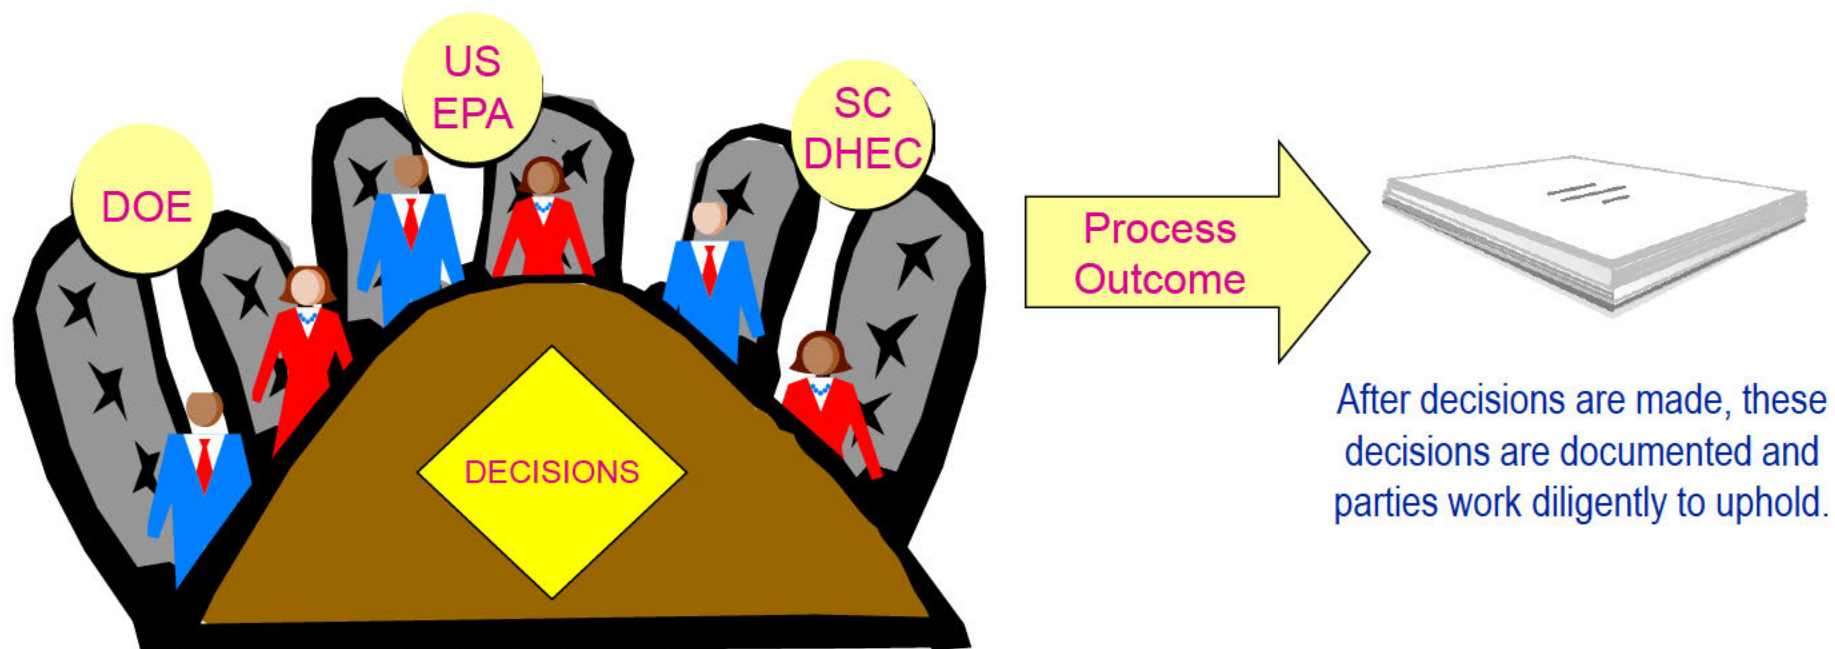 DOE
US
EPA
SC
DHEC
DECISIONS
Process
Outcome
After decisions are made, these
decisions are documented and
parties work diligently to uphold.